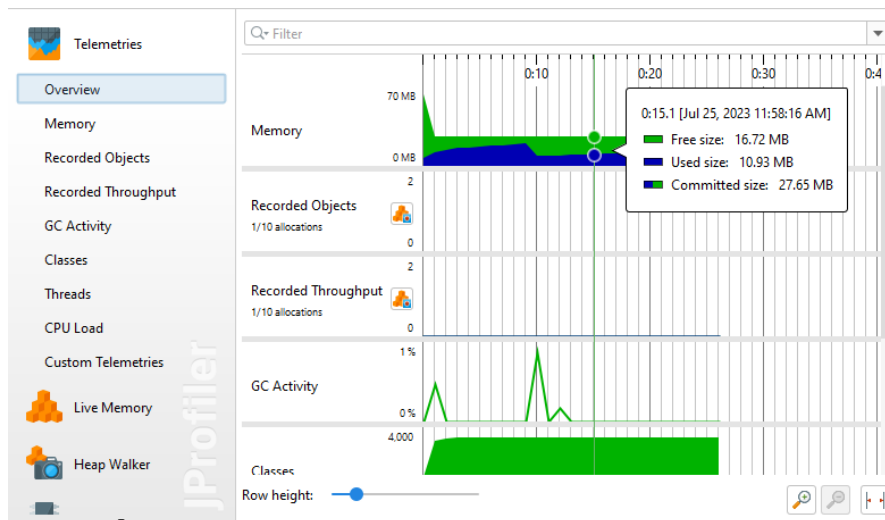 Telemetries
Overview
Memory
Recorded Objects
Recorded Throughput
GC Activity
Classes
Threads
CPU Load
Custom Telemetries
Live Memory
Heap Walker
JProfiler
Filter
0:10
0:20
0:30
0:4
Memory
70 MB
0 MB
0:15.1 [Jul 25, 2023 11:58:16 AM]
Free size: 16.72 MB
Used size: 10.93 MB
Committed size: 27.65 MB
Recorded Objects
1/10 allocations
2
0
Recorded Throughput
1/10 allocations
2
0
GC Activity
1 %
0 %
Classes
4,000
Row height: